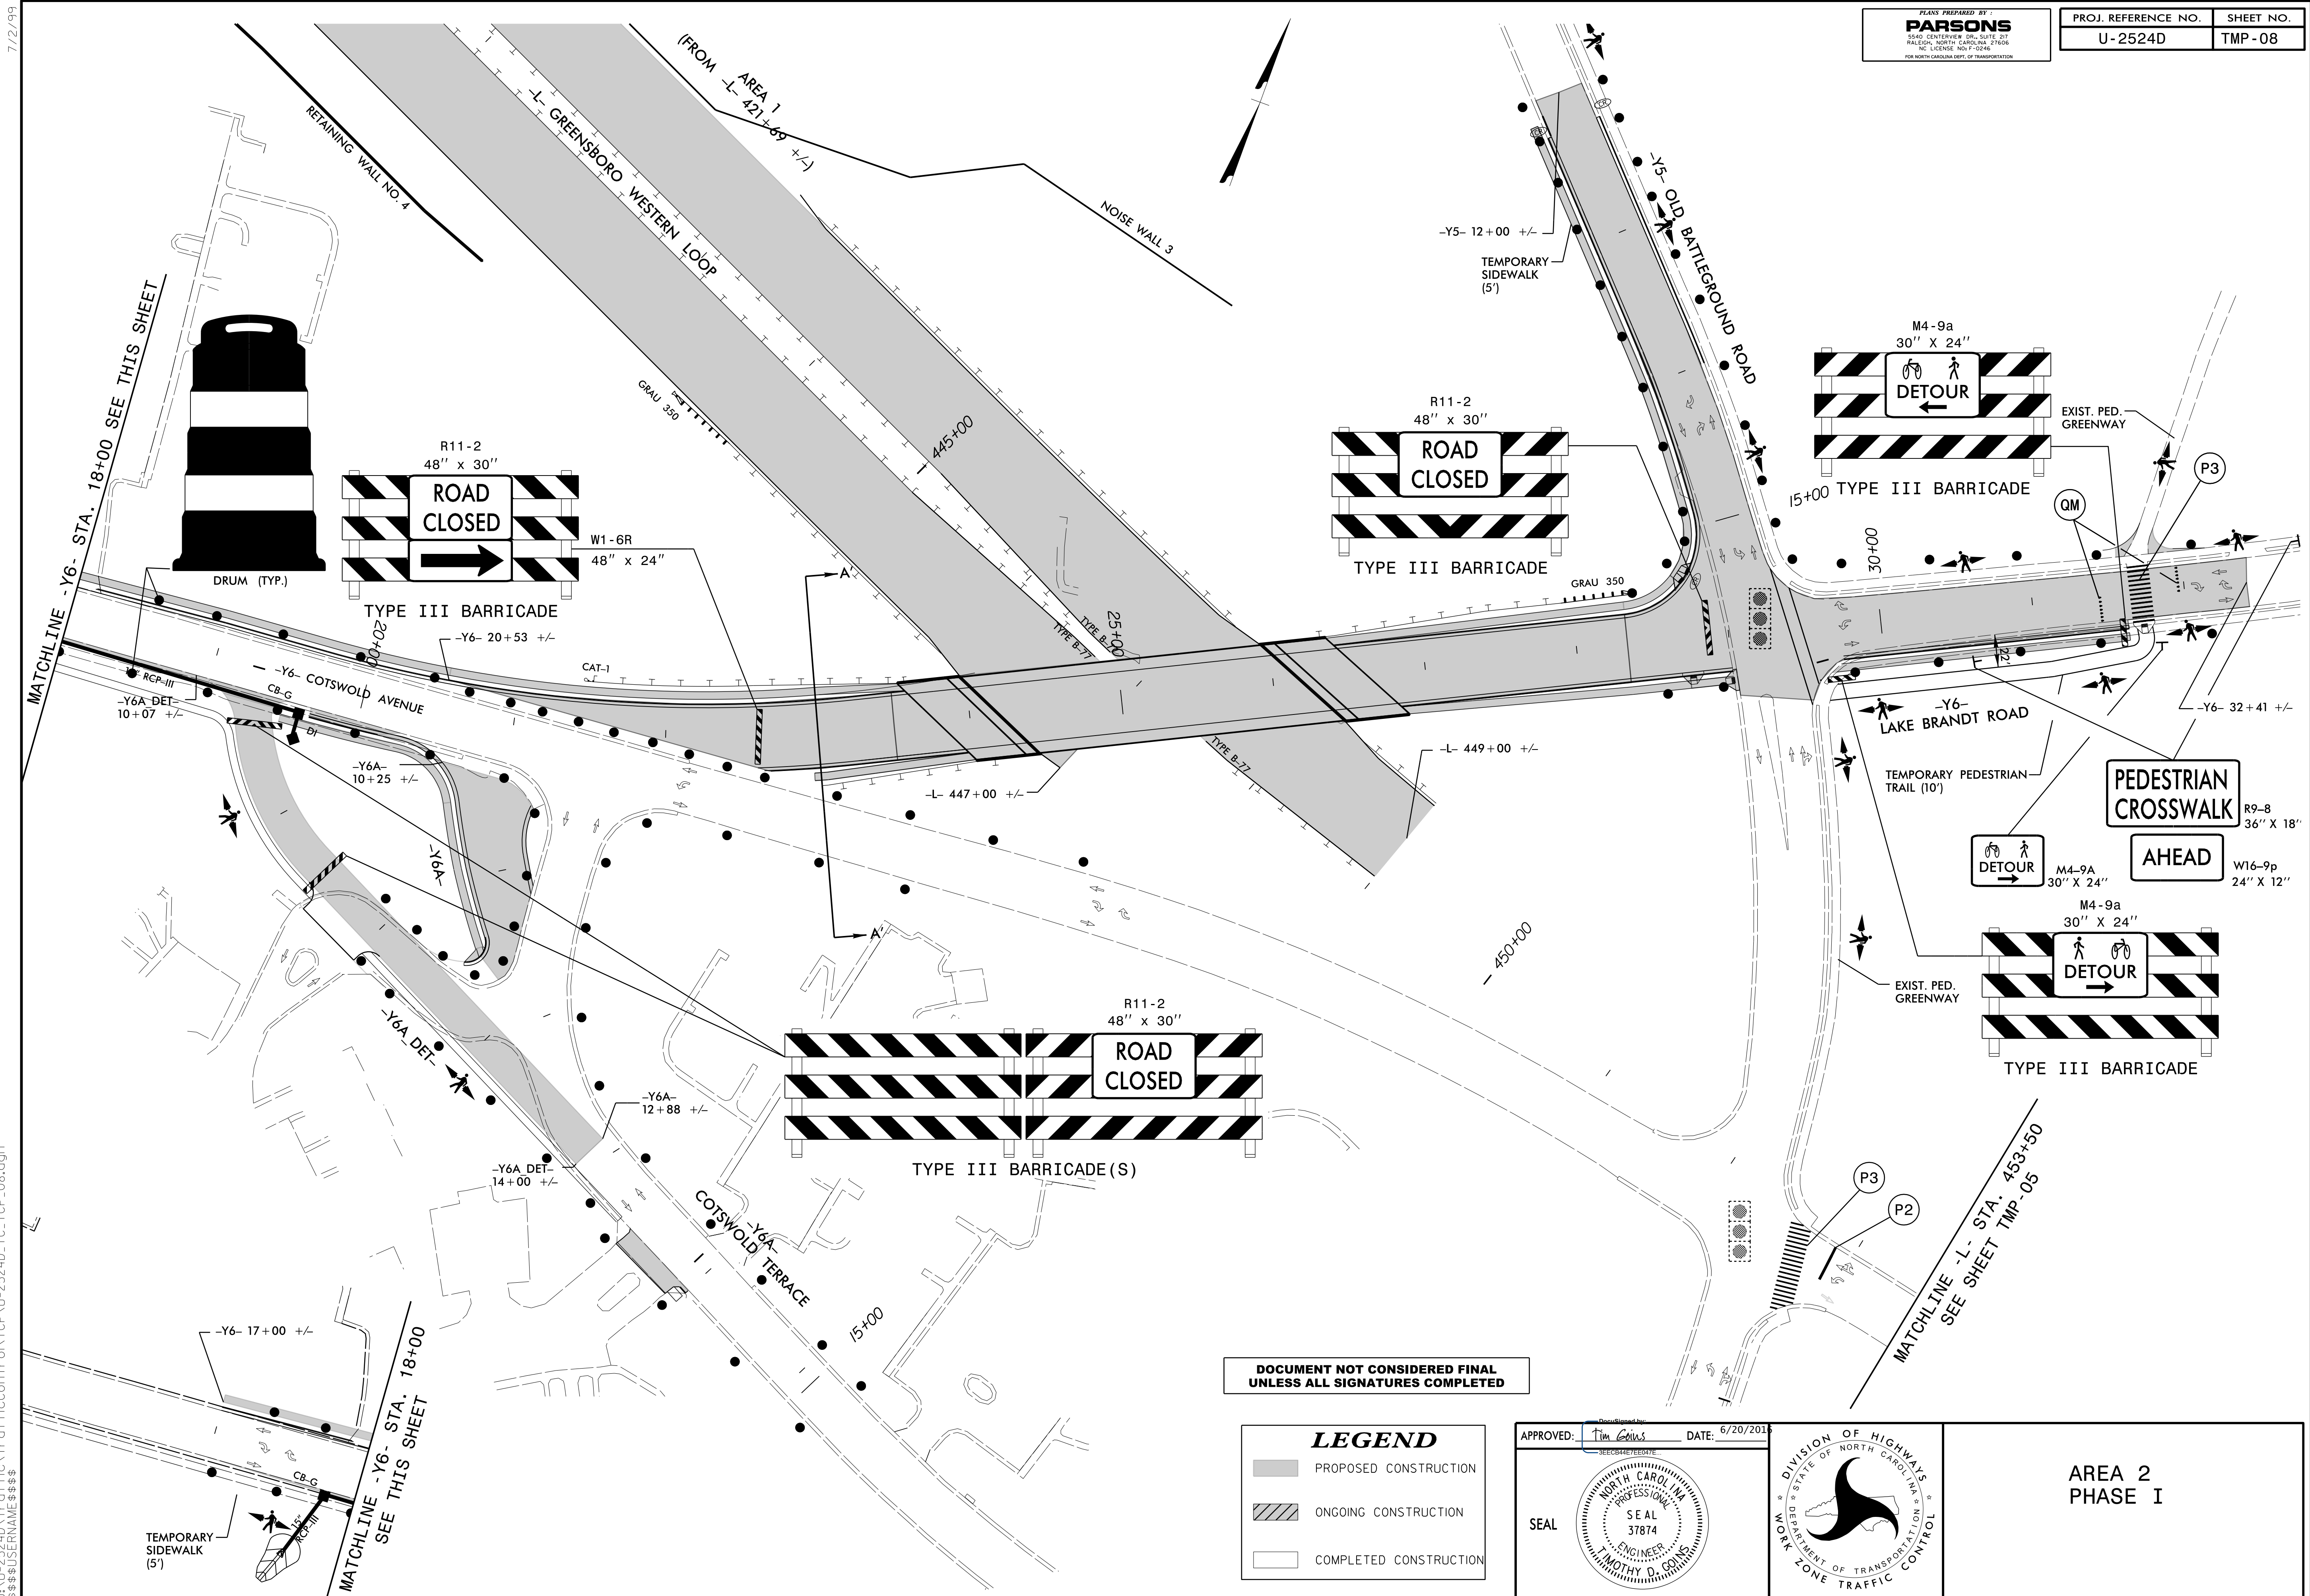 7/2/99
PLANS PREPARED BY :
PARSONS
5540 CENTERVIEW DR., SUITE 217
RALEIGH, NORTH CAROLINA 27606
NC LICENSE NO. F-0246
FOR NORTH CAROLINA DEPT. OF TRANSPORTATION
PROJ. REFERENCE NO.
SHEET NO.
U-2524D
TMP-08
RETAINING WALL NO. 4
-L- GREENSBORO WESTERN LOOP
AREA 1
(FROM -L- 421+69 +/-)
NOISE WALL 3
-Y5- OLD BATTLEGROUND ROAD
-Y5- 12+00 +/-
TEMPORARY
SIDEWALK
(5')
M4-9a
30'' X 24''
DETOUR
TYPE III BARRICADE
EXIST. PED.
GREENWAY
P3
QM
15+00
30+00
R11-2
48'' x 30''
ROAD
CLOSED
TYPE III BARRICADE
GRAU 350
MATCHLINE -Y6- STA. 18+00 SEE THIS SHEET
DRUM (TYP.)
R11-2
48'' x 30''
ROAD
CLOSED
W1-6R
48'' x 24''
TYPE III BARRICADE
GRAU 350
445+00
A'
20+00
-Y6- 20+53 +/-
CAT-1
TYPE B-77
TYPE B-77
25+00
-Y6- COTSWOLD AVENUE
RCP-III
CB-G
DI
-Y6A_DET-
10+07 +/-
-Y6A-
10+25 +/-
-Y6A-
-L- 447+00 +/-
TYPE B-77
-L- 449+00 +/-
A'
22'
-Y6-
LAKE BRANDT ROAD
-Y6- 32+41 +/-
TEMPORARY PEDESTRIAN
TRAIL (10')
PEDESTRIAN
CROSSWALK
R9-8
36'' X 18''
AHEAD
W16-9p
24'' X 12''
DETOUR
M4-9A
30'' X 24''
M4-9a
30'' X 24''
DETOUR
TYPE III BARRICADE
EXIST. PED.
GREENWAY
450+00
R11-2
48'' x 30''
ROAD
CLOSED
TYPE III BARRICADE(S)
-Y6A_DET-
-Y6A-
12+88 +/-
-Y6A_DET-
14+00 +/-
-Y6A-
COTSWOLD TERRACE
15+00
P3
P2
MATCHLINE -L- STA. 453+50
SEE SHEET TMP-05
-Y6- 17+00 +/-
CB-G
15"
RCP-III
TEMPORARY
SIDEWALK
(5')
MATCHLINE -Y6- STA. 18+00
SEE THIS SHEET
DOCUMENT NOT CONSIDERED FINAL
UNLESS ALL SIGNATURES COMPLETED
LEGEND
PROPOSED CONSTRUCTION
ONGOING CONSTRUCTION
COMPLETED CONSTRUCTION
APPROVED:
DocuSigned by:
Tim Goins
3EECB44E7EE047E...
DATE:
6/20/2016
SEAL
NORTH CAROLINA
PROFESSIONAL
SEAL
37874
ENGINEER
TIMOTHY D. GOINS
DIVISION OF HIGHWAYS
STATE OF NORTH CAROLINA
DEPARTMENT OF TRANSPORTATION
WORK ZONE TRAFFIC CONTROL
AREA 2
PHASE I